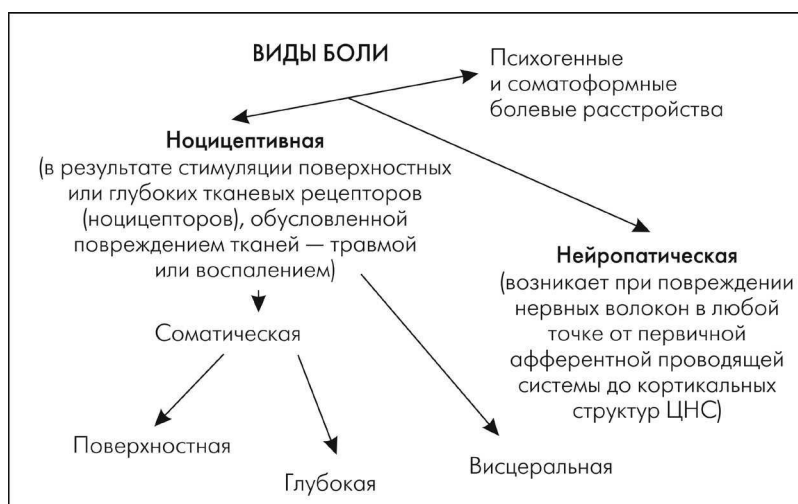 ВИДЫ БОЛИ
Психогенные
и соматоформные
болевые расстройства
Ноцицептивная
(в результате стимуляции поверхностных
или глубоких тканевых рецепторов
(ноцицепторов), обусловленной
повреждением тканей — травмой
или воспалением)
Нейропатическая
(возникает при повреждении
нервных волокон в любой
точке от первичной
афферентной проводящей
системы до кортикальных
структур ЦНС)
Соматическая
Поверхностная
Глубокая
Висцеральная